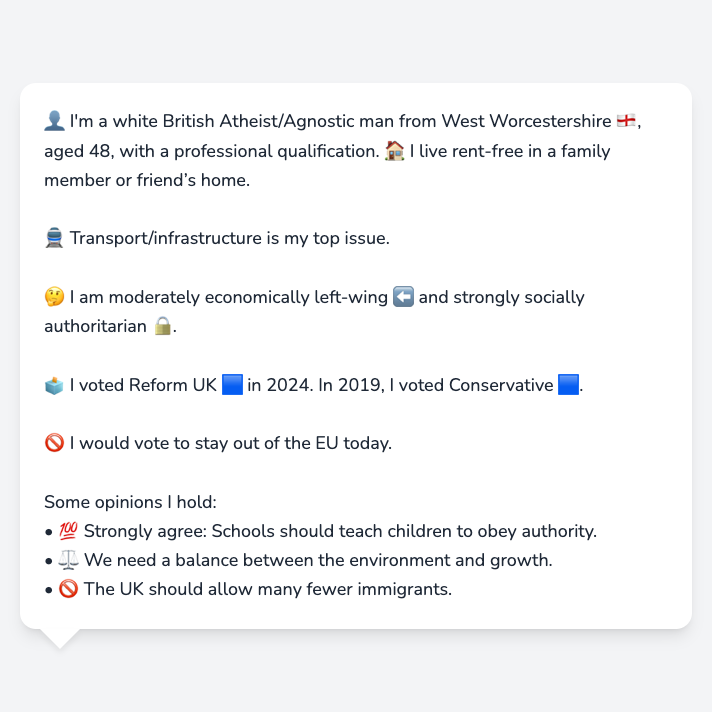 👤 I'm a white British Atheist/Agnostic man from West Worcestershire 🏴󠁧󠁢󠁥󠁮󠁧󠁿,
aged 48, with a professional qualification. 🏠 I live rent-free in a family
member or friend’s home.
🚆 Transport/infrastructure is my top issue.
🤔 I am moderately economically left-wing ⬅️ and strongly socially
authoritarian 🔒.
🗳️ I voted Reform UK 🟦 in 2024. In 2019, I voted Conservative 🟦.
🚫 I would vote to stay out of the EU today.
Some opinions I hold:
• 💯 Strongly agree: Schools should teach children to obey authority.
• ⚖️ We need a balance between the environment and growth.
• 🚫 The UK should allow many fewer immigrants.